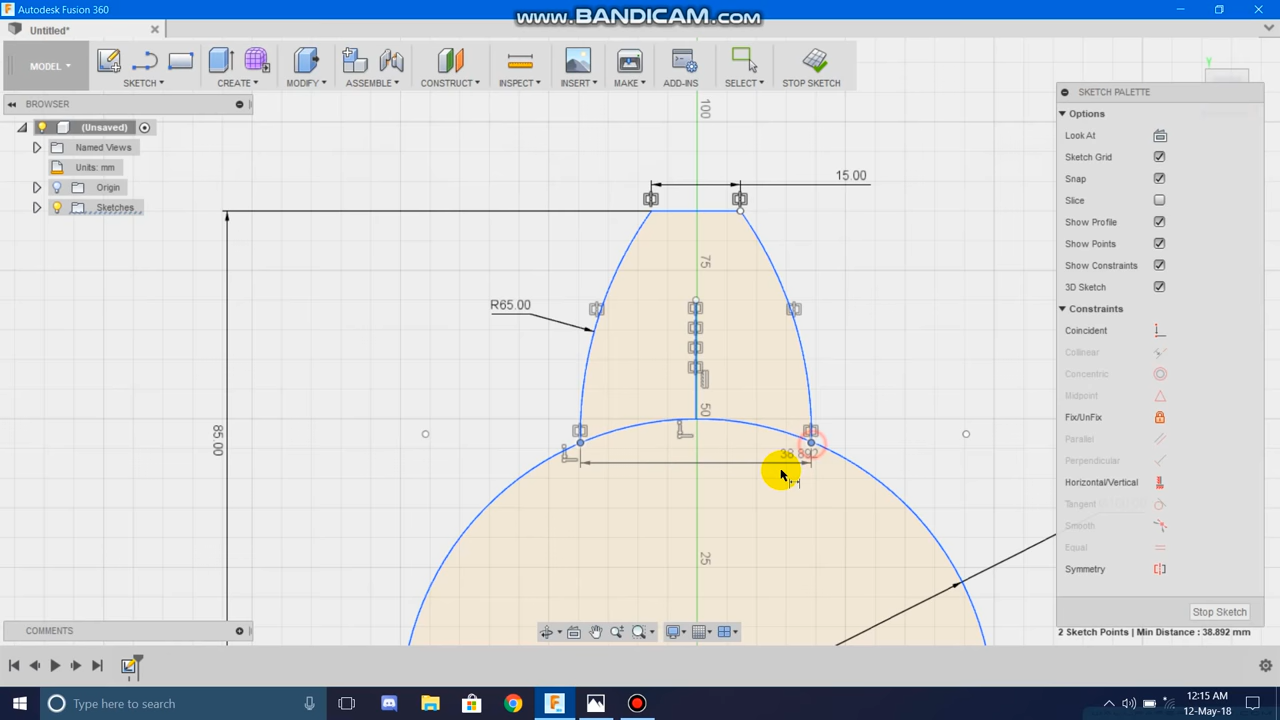 Autodesk Fusion 360
www.BANDICAM.com
Untitled*
MODEL
SKETCH
CREATE
MODIFY
ASSEMBLE
CONSTRUCT
INSPECT
INSERT
MAKE
ADD-INS
SELECT
STOP SKETCH
BROWSER
(Unsaved)
Named Views
Units: mm
Origin
Sketches
SKETCH PALETTE
Options
Look At
Sketch Grid
Snap
Slice
Show Profile
Show Points
Show Constraints
3D Sketch
Constraints
Coincident
Collinear
Concentric
Midpoint
Fix/UnFix
Parallel
Perpendicular
Horizontal/Vertical
Tangent
Smooth
Equal
Symmetry
Stop Sketch
Y
100
15.00
75
R65.00
50
85.00
38.892
25
COMMENTS
2 Sketch Points | Min Distance : 38.892 mm
Type here to search
12:15 AM
12-May-18